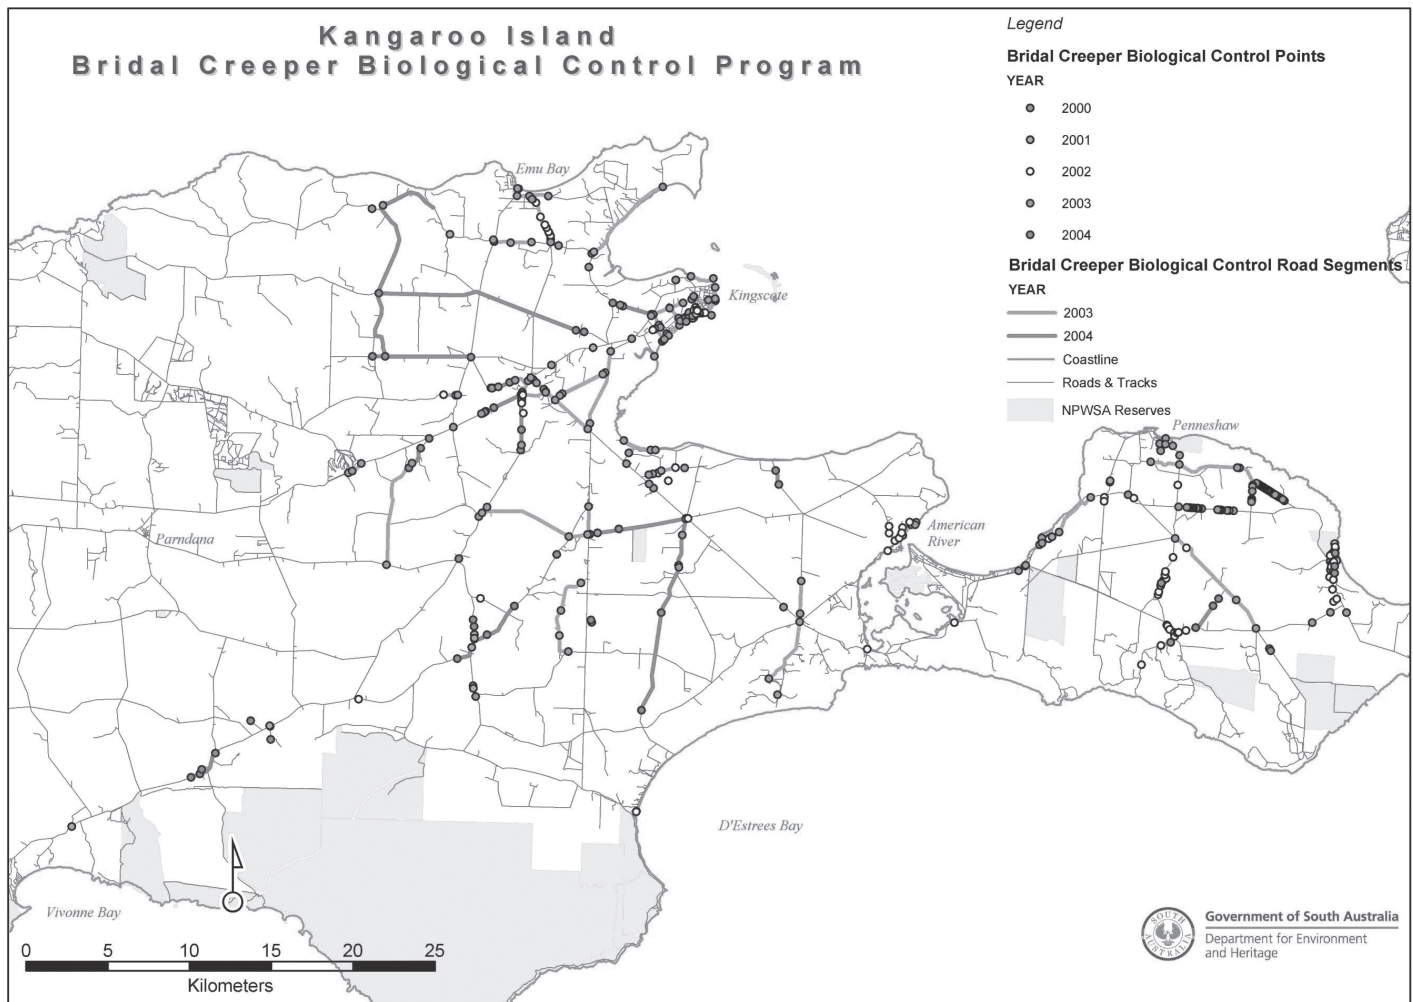 Kangaroo Island
Bridal Creeper Biological Control Program
Legend
Bridal Creeper Biological Control Points
YEAR
2000
2001
2002
2003
2004
Bridal Creeper Biological Control Road Segments
YEAR
2003
2004
Coastline
Roads & Tracks
NPWSA Reserves
Emu Bay
Kingscote
Penneshaw
American
River
Parndana
D'Estrees Bay
Vivonne Bay
0 5 10 15 20 25
Kilometers
SOUTH AUSTRALIA
Government of South Australia
Department for Environment
and Heritage